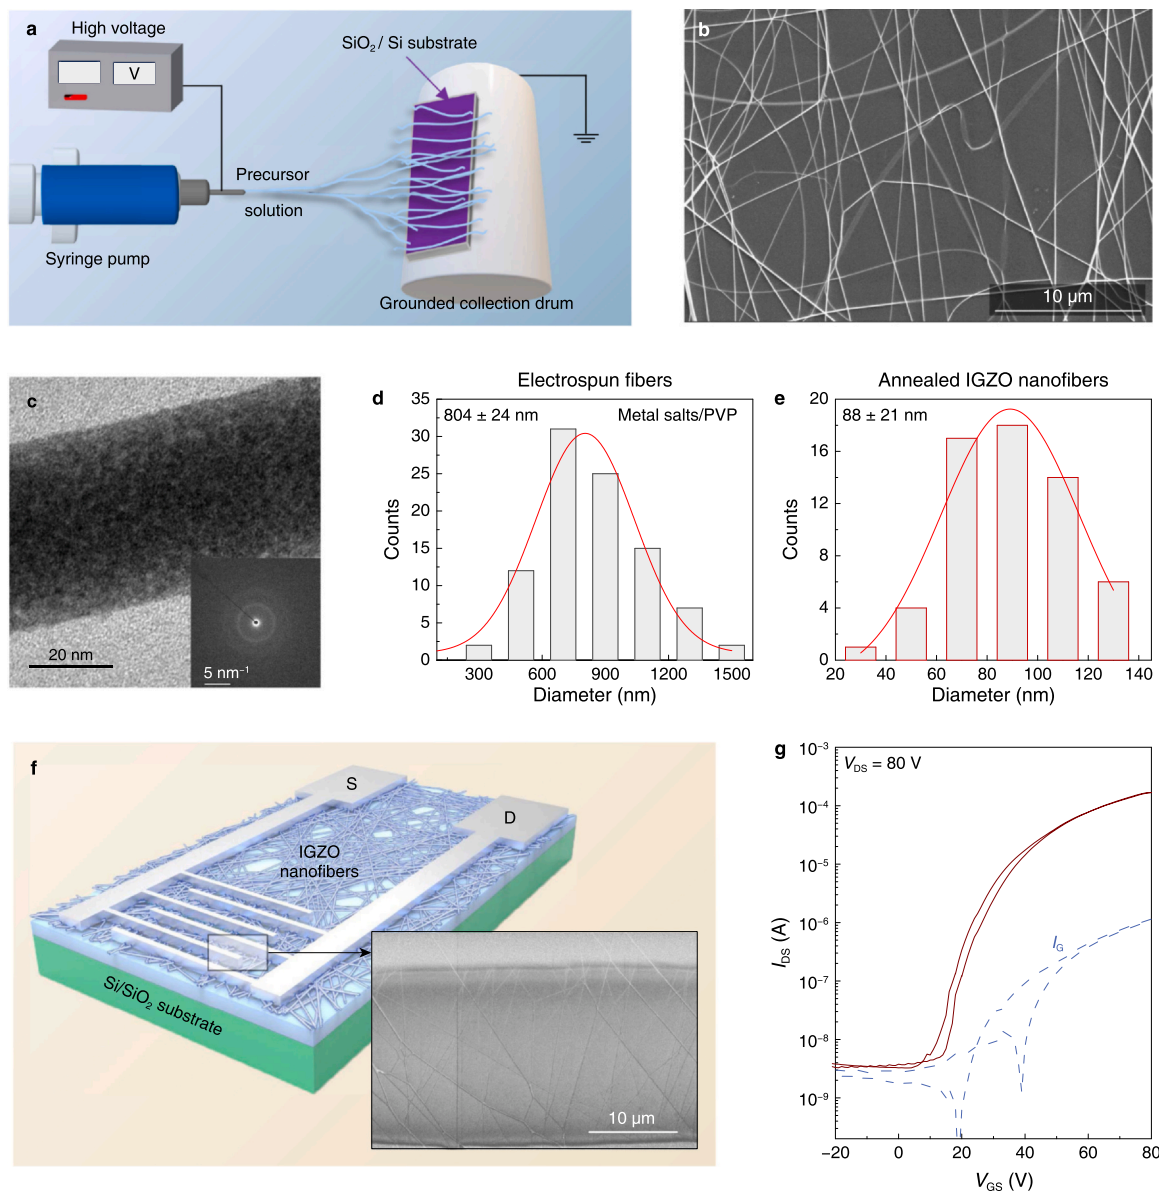 a
High voltage
V
SiO₂ / Si substrate
Precursor
solution
Syringe pump
Grounded collection drum
b
10 µm
c
20 nm
5 nm⁻¹
d
Electrospun fibers
804 ± 24 nm
Metal salts/PVP
Counts
35
30
25
20
15
10
5
0
300
600
900
1200
1500
Diameter (nm)
e
Annealed IGZO nanofibers
88 ± 21 nm
Counts
20
16
12
8
4
0
20
40
60
80
100
120
140
Diameter (nm)
f
S
D
IGZO
nanofibers
Si/SiO₂ substrate
10 µm
g
V_DS = 80 V
I_G
I_DS (A)
10⁻³
10⁻⁴
10⁻⁵
10⁻⁶
10⁻⁷
10⁻⁸
10⁻⁹
−20
0
20
40
60
80
V_GS (V)